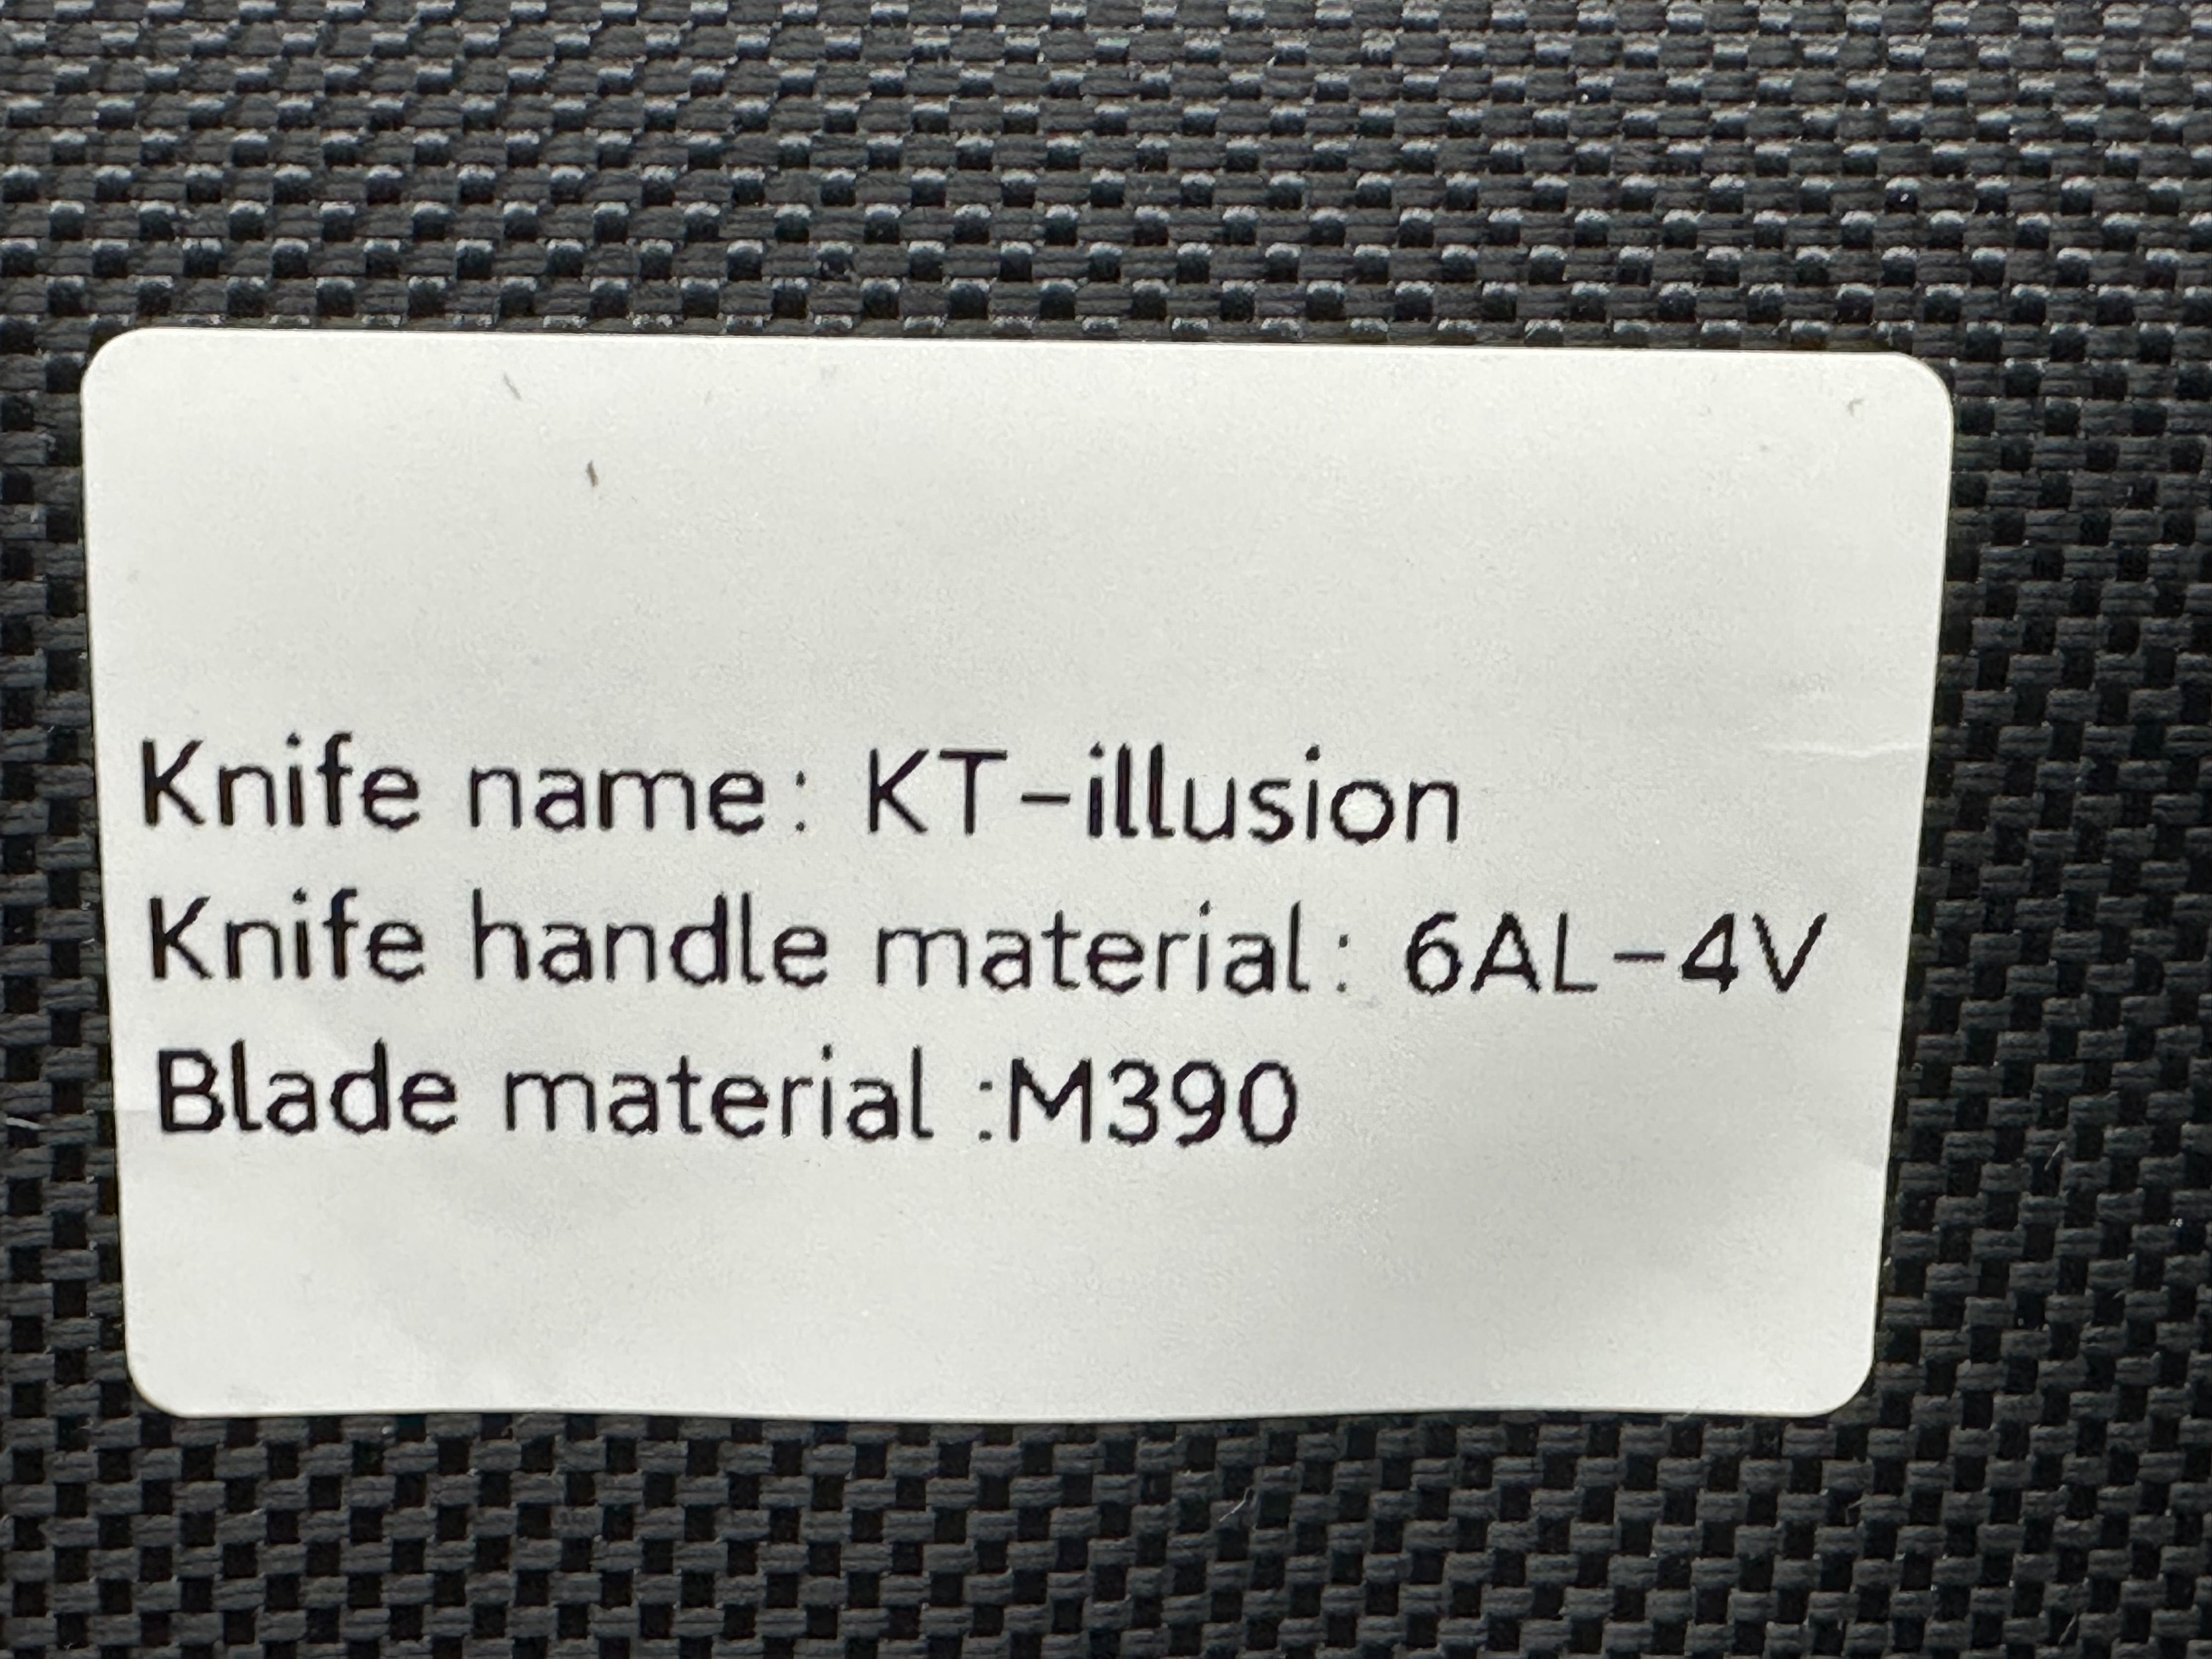 Knife name: KT-illusion
Knife handle material: 6AL-4V
Blade material :M390